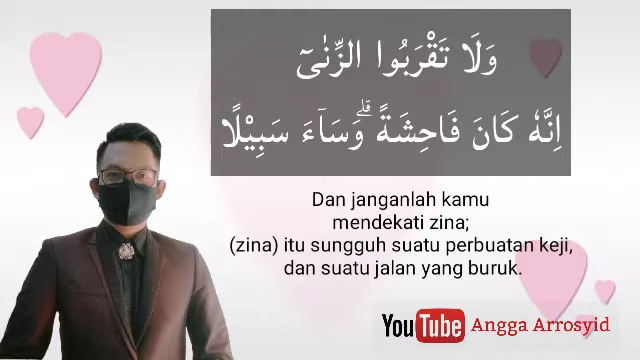 وَلَا تَقْرَبُوا الزِّنٰىٓ
اِنَّهٗ كَانَ فَاحِشَةً ۗوَسَاۤءَ سَبِيْلًا
Dan janganlah kamu
mendekati zina;
(zina) itu sungguh suatu perbuatan keji,
dan suatu jalan yang buruk.
YouTube Angga Arrosyid